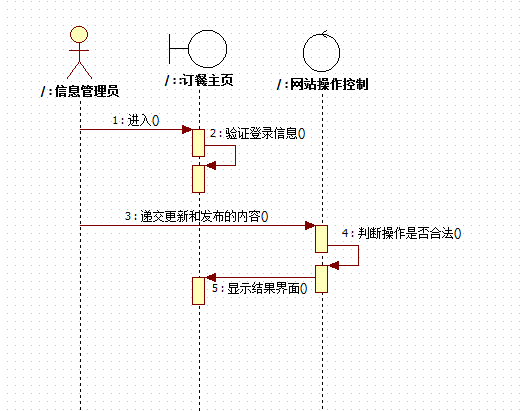 /:信息管理员
/::订餐主页
/:网站操作控制
1:进入()
2:验证登录信息()
3:递交更新和发布的内容()
4:判断操作是否合法()
5:显示结果界面()